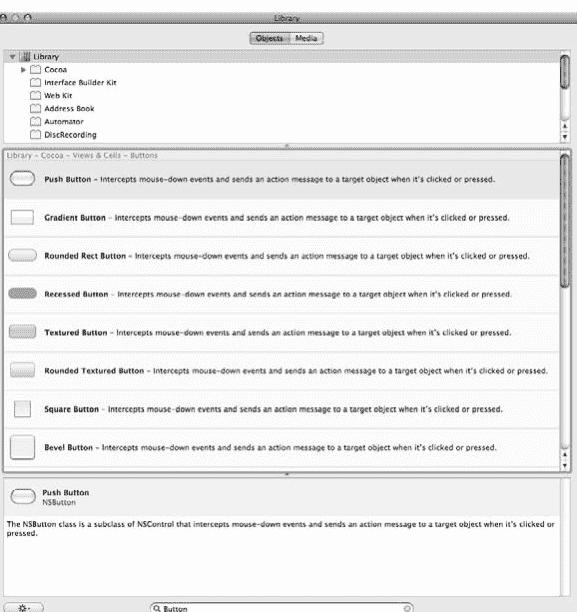 Library
Objects Media
Library
Cocoa
Interface Builder Kit
Web Kit
Address Book
Automator
DiscRecording
Library - Cocoa - Views & Cells - Buttons
Push Button - Intercepts mouse-down events and sends an action message to a target object when it's clicked or pressed.
Gradient Button - Intercepts mouse-down events and sends an action message to a target object when it's clicked or pressed.
Rounded Rect Button - Intercepts mouse-down events and sends an action message to a target object when it's clicked or pressed.
Recessed Button - Intercepts mouse-down events and sends an action message to a target object when it's clicked or pressed.
Textured Button - Intercepts mouse-down events and sends an action message to a target object when it's clicked or pressed.
Rounded Textured Button - Intercepts mouse-down events and sends an action message to a target object when it's clicked or pressed.
Square Button - Intercepts mouse-down events and sends an action message to a target object when it's clicked or pressed.
Bevel Button - Intercepts mouse-down events and sends an action message to a target object when it's clicked or pressed.
Push Button
NSButton
The NSButton class is a subclass of NSControl that intercepts mouse-down events and sends an action message to a target object when it's clicked or
pressed.
Button